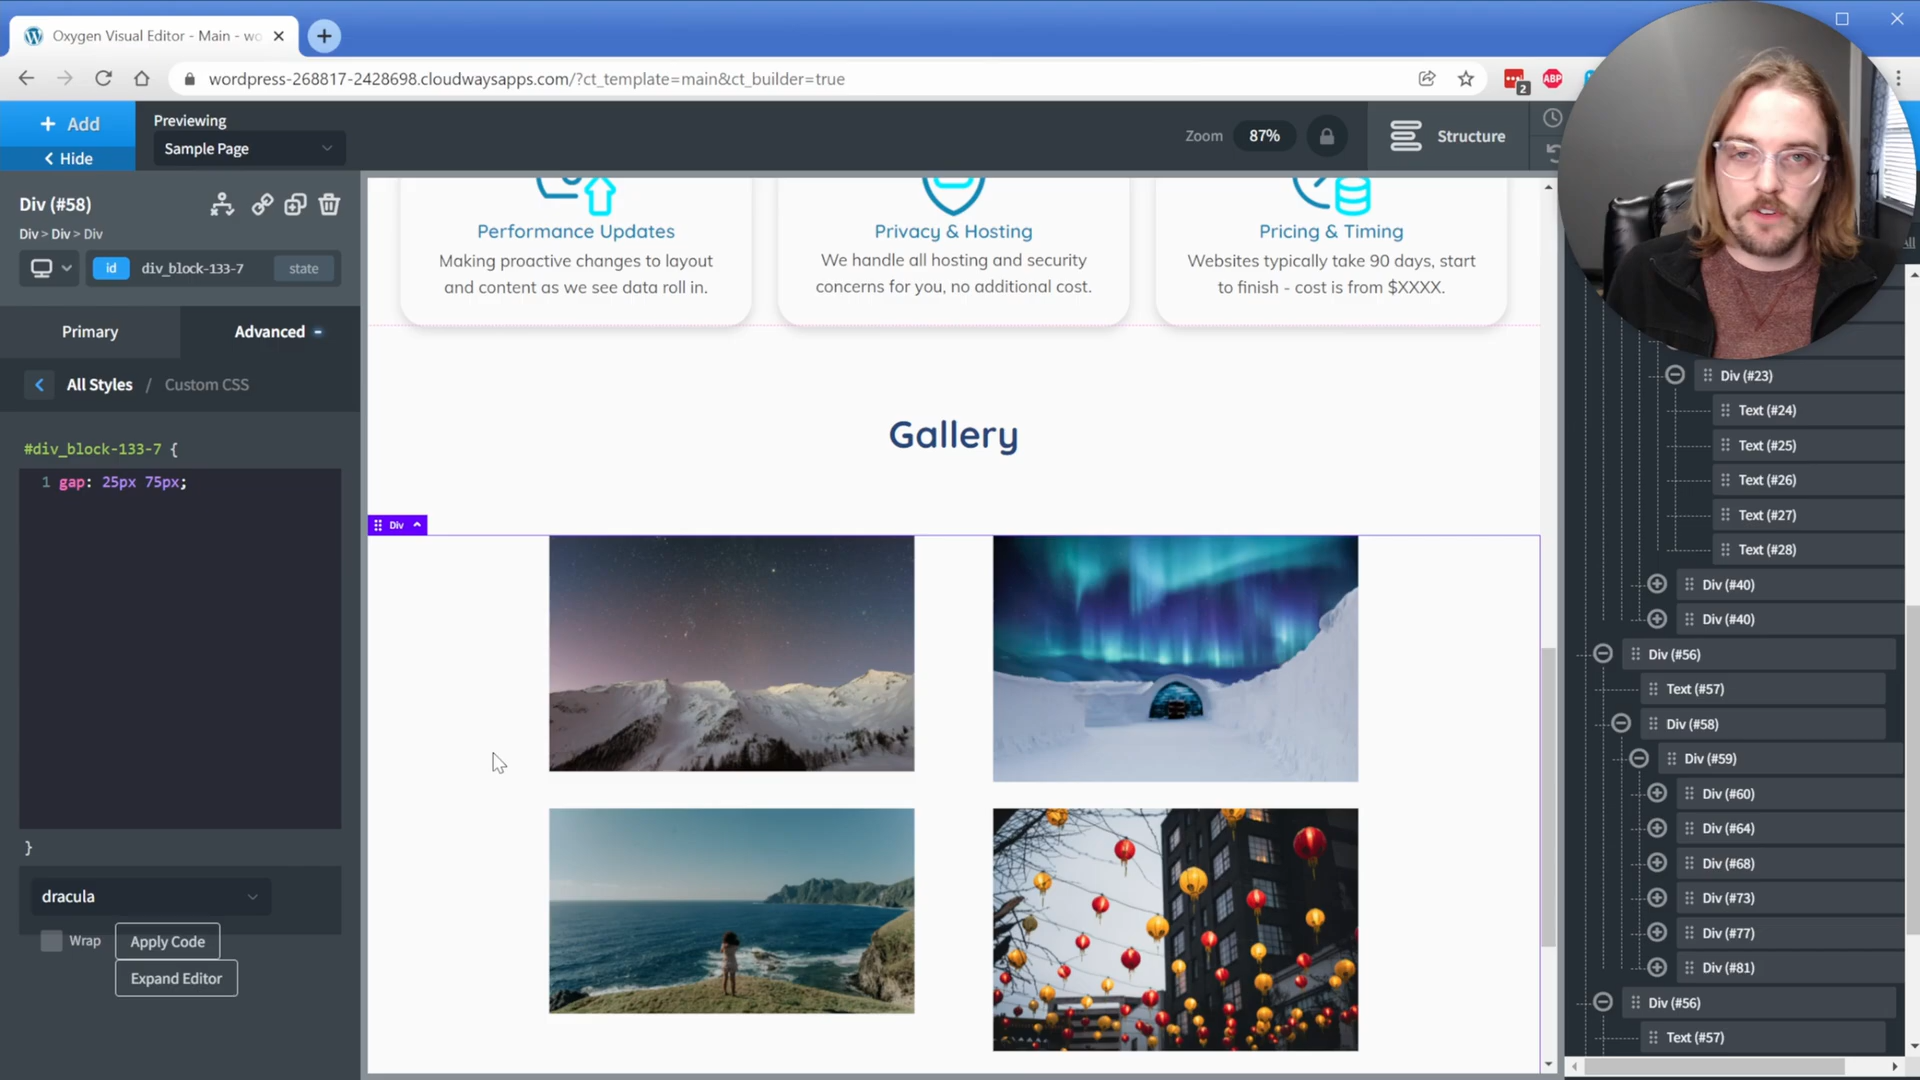 Oxygen Visual Editor - Main - wo
wordpress-268817-2428698.cloudwaysapps.com/?ct_template=main&ct_builder=true
2
ABP
+ Add
Hide
Previewing
Sample Page
Zoom
87%
Structure
Div (#58)
Div > Div > Div
id
div_block-133-7
state
Primary
Advanced
All Styles / Custom CSS
#div_block-133-7 {
1 gap: 25px 75px;
}
dracula
Wrap
Apply Code
Expand Editor
Performance Updates
Making proactive changes to layout
and content as we see data roll in.
Privacy & Hosting
We handle all hosting and security
concerns for you, no additional cost.
Pricing & Timing
Websites typically take 90 days, start
to finish - cost is from $XXXX.
Gallery
Div
Div (#23)
Text (#24)
Text (#25)
Text (#26)
Text (#27)
Text (#28)
Div (#40)
Div (#40)
Div (#56)
Text (#57)
Div (#58)
Div (#59)
Div (#60)
Div (#64)
Div (#68)
Div (#73)
Div (#77)
Div (#81)
Div (#56)
Text (#57)